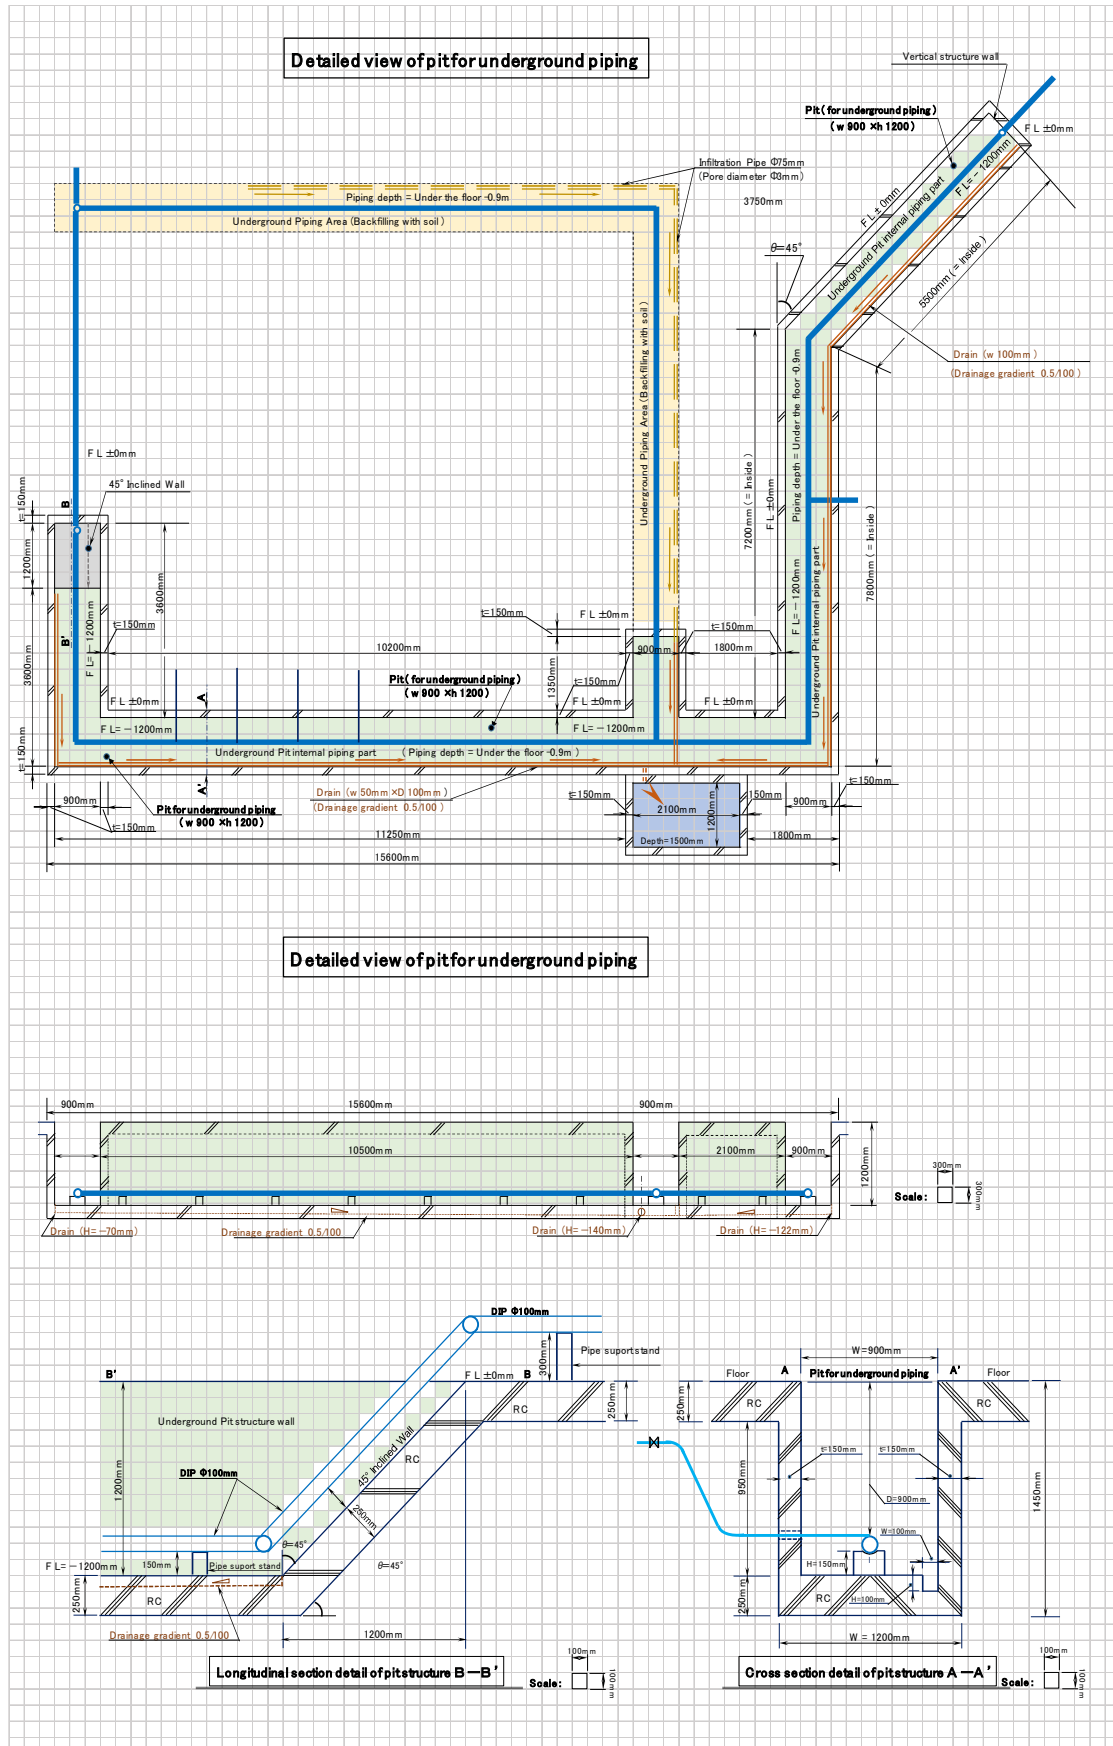 Detailed view of pit for underground piping
Vertical structure wall
Pit ( for underground piping )
( w 900 ×h 1200 )
F L ±0mm
Infiltration Pipe Φ75mm
(Pore diameter Φ3mm)
3750mm
F L= －1200mm
F L± 0mm
Underground Pit internal piping part
5500mm ( = Inside )
θ=45°
Piping depth = Under the floor -0.9m
Underground Piping Area (Backfilling with soil )
Underground Piping Area (Backfilling with soil )
Drain (w 100mm )
(Drainage gradient 0.5/100 )
Piping depth = Under the floor -0.9m
7200mm ( = Inside )
F L ±0mm
7800mm ( = Inside )
F L= －1200mm
Underground Pit internal piping part
F L ±0mm
45° Inclined Wall
B
t=150mm
1200mm
3600mm
3600mm
B'
F L= －1200mm
t=150mm
t=150mm
F L ±0mm
t=150mm
10200mm
900mm
1800mm
1350mm
t=150mm
Pit ( for underground piping )
( w 900 ×h 1200 )
F L ±0mm
A
F L ±0mm
F L ±0mm
F L= －1200mm
F L= －1200mm
Underground Pit internal piping part
( Piping depth = Under the floor -0.9m )
t=150mm
A'
Drain (w 50mm ×D 100mm )
(Drainage gradient 0.5/100)
900mm
t=150mm
Pit for underground piping
( w 900 ×h 1200)
t=150mm
2100mm
1200mm
150mm
Depth=1500mm
900mm
t=150mm
11250mm
1800mm
15600mm
Detailed view of pit for underground piping
900mm
15600mm
900mm
10500mm
2100mm
900mm
1200mm
Scale :
300mm
300mm
Drain (H= －70mm)
Drainage gradient 0.5/100
Drain (H= －140mm)
Drain (H= －122mm)
DIP Φ100mm
Pipe suport stand
300mm
B'
F L ±0mm
B
RC
250mm
Underground Pit structure wall
45° Inclined Wall
RC
1200mm
DIP Φ100mm
250mm
θ=45°
F L= －1200mm
150mm
Pipe suport stand
θ=45°
250mm
RC
Drainage gradient 0.5/100
1200mm
Longitudinal section detail of pit structure B －B '
Scale :
100mm
100mm
W=900mm
Floor
A
Pit for underground piping
A'
Floor
250mm
RC
RC
t=150mm
t=150mm
950mm
D=900mm
1450mm
W=100mm
H=150mm
250mm
RC
H=100mm
W = 1200mm
Cross section detail of pit structure A －A '
Scale :
100mm
100mm